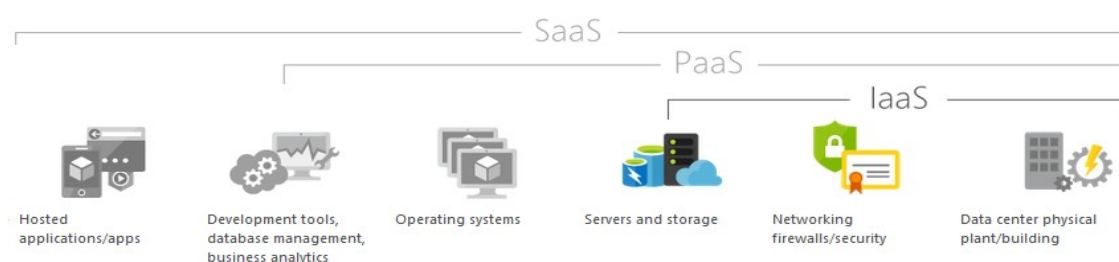 SaaS
PaaS
IaaS
Hosted
applications/apps
Development tools,
database management,
business analytics
Operating systems
Servers and storage
Networking
firewalls/security
Data center physical
plant/building